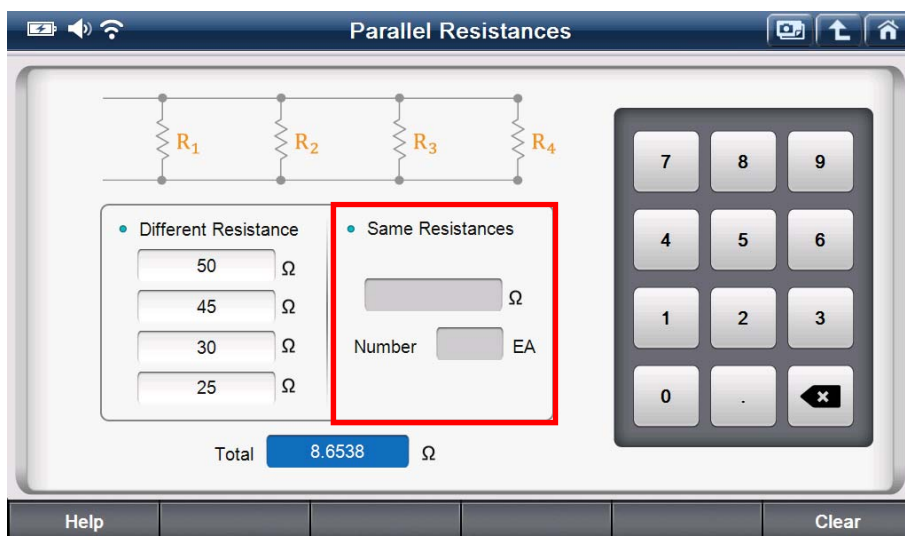 Parallel Resistances
R1 R2 R3 R4
Different Resistance
50 Ω
45 Ω
30 Ω
25 Ω
Same Resistances
Ω
Number EA
Total 8.6538 Ω
7 8 9
4 5 6
1 2 3
0 .
Help Clear